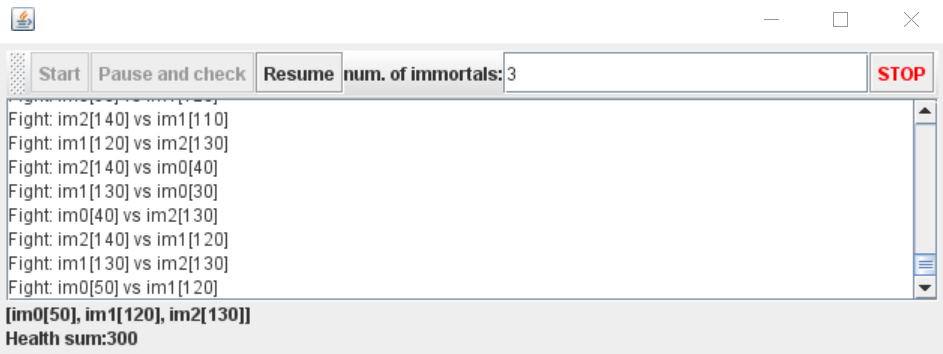 Start Pause and check Resume num. of immortals: 3 STOP
Fight: im2[140] vs im1[110]
Fight: im1[120] vs im2[130]
Fight: im2[140] vs im0[40]
Fight: im1[130] vs im0[30]
Fight: im0[40] vs im2[130]
Fight: im2[140] vs im1[120]
Fight: im1[130] vs im2[130]
Fight: im0[50] vs im1[120]
[im0[50], im1[120], im2[130]]
Health sum:300